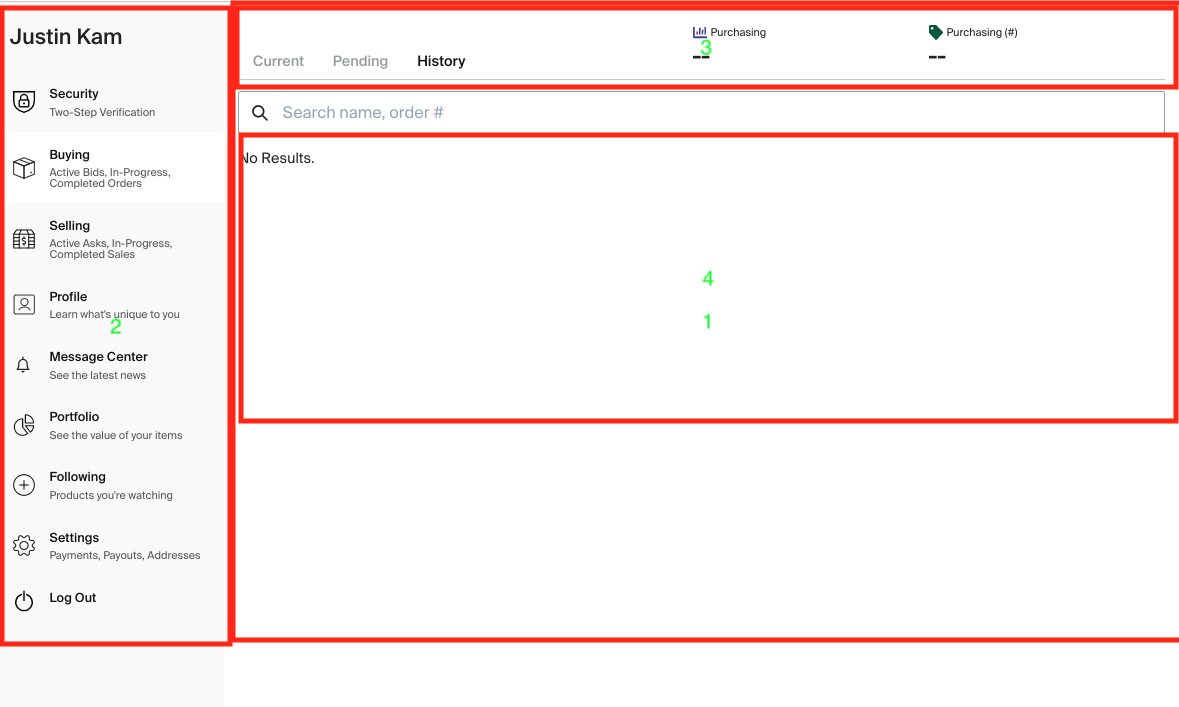 Justin Kam
Security
Two-Step Verification
Buying
Active Bids, In-Progress,
Completed Orders
Selling
Active Asks, In-Progress,
Completed Sales
Profile
Learn what's unique to you
2
Message Center
See the latest news
Portfolio
See the value of your items
Following
Products you're watching
Settings
Payments, Payouts, Addresses
Log Out
Current Pending History
Purchasing
3
--
Purchasing (#)
--
Search name, order #
No Results.
4
1